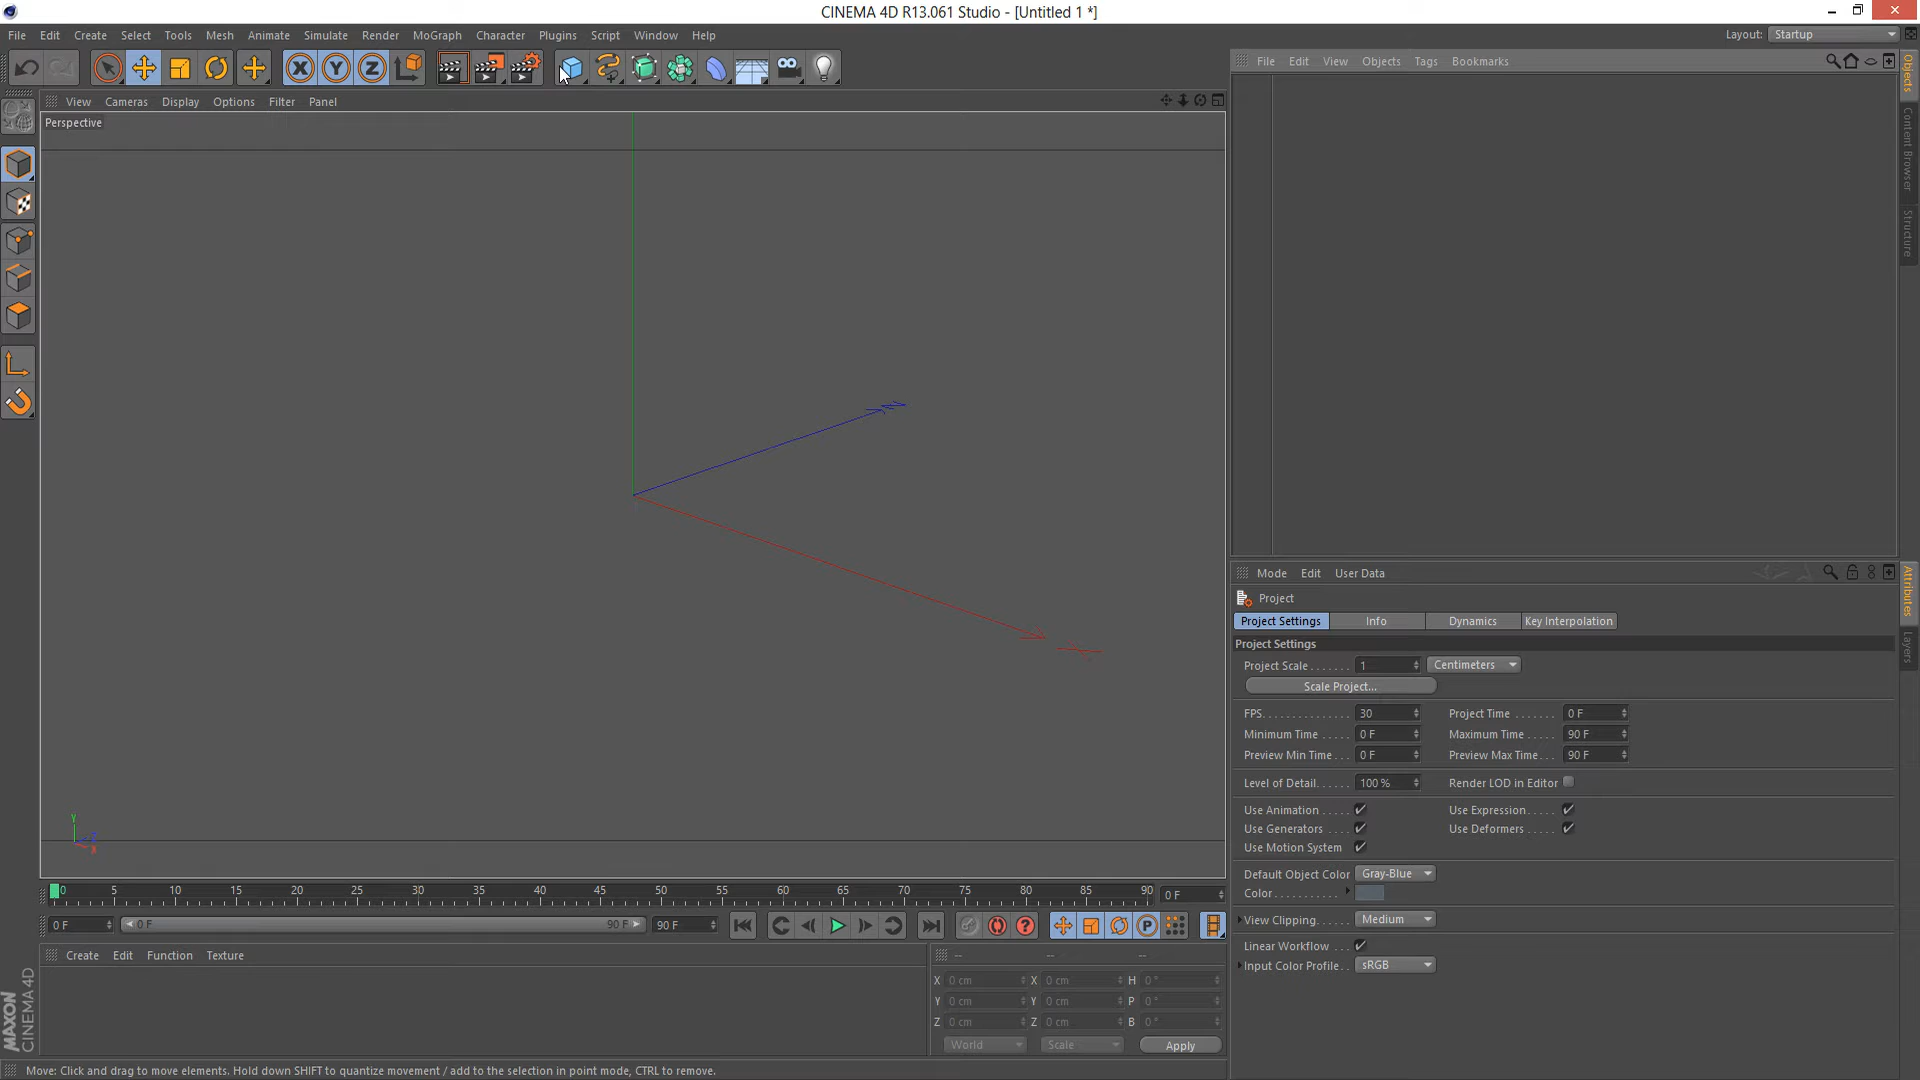 CINEMA 4D R13.061 Studio - [Untitled 1 *]
File Edit Create Select Tools Mesh Animate Simulate Render MoGraph Character Plugins Script Window Help
Layout: Startup
X Y Z
File Edit View Objects Tags Bookmarks
View Cameras Display Options Filter Panel
Perspective
Objects
Content Browser
Structure
Mode Edit User Data
Project
Attributes
Layers
Project Settings Info Dynamics Key Interpolation
Project Settings
Project Scale....... 1 Centimeters
Scale Project...
FPS............... 30 Project Time ....... 0 F
Minimum Time ..... 0 F Maximum Time ..... 90 F
Preview Min Time... 0 F Preview Max Time... 90 F
Level of Detail...... 100 % Render LOD in Editor
Use Animation .... Use Expression.....
Use Generators .... Use Deformers.....
Use Motion System
Default Object Color Gray-Blue
Color...........
View Clipping...... Medium
Linear Workflow ...
Input Color Profile.. sRGB
Y
0 5 10 15 20 25 30 35 40 45 50 55 60 65 70 75 80 85 90 0 F
0 F 0 F 90 F 90 F
P
Create Edit Function Texture
-- -- --
X 0 cm X 0 cm H 0 °
Y 0 cm Y 0 cm P 0 °
Z 0 cm Z 0 cm B 0 °
World Scale Apply
MAXON
CINEMA 4D
Move: Click and drag to move elements. Hold down SHIFT to quantize movement / add to the selection in point mode, CTRL to remove.